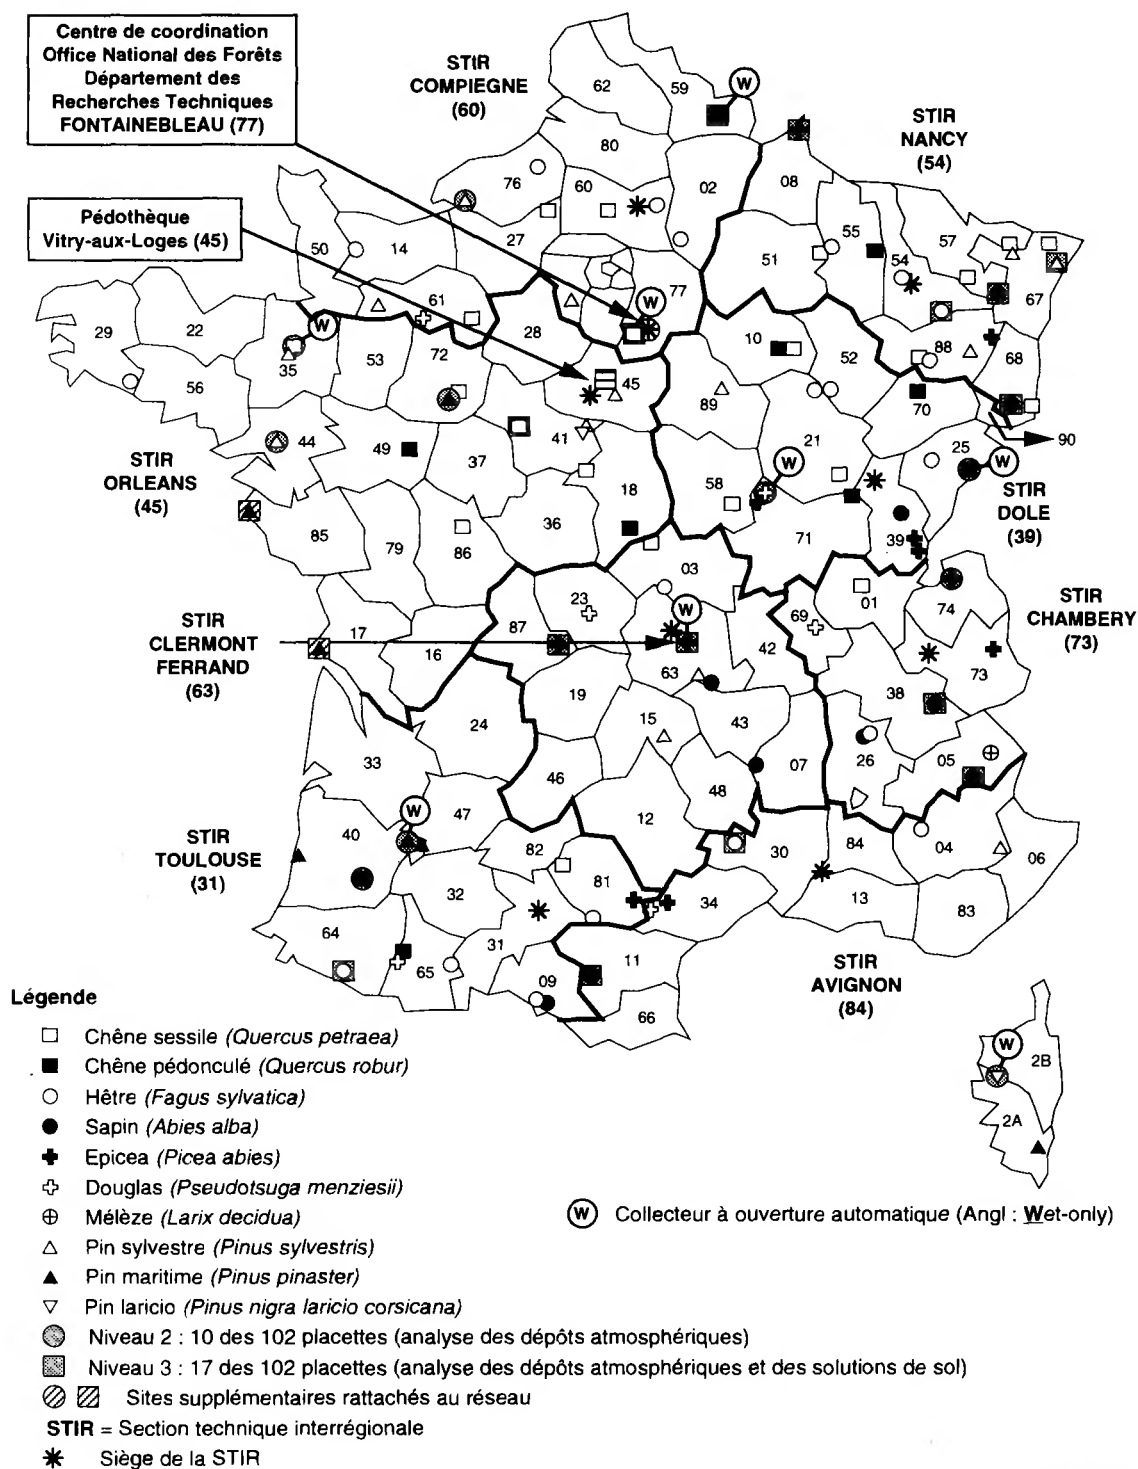 Centre de coordination
Office National des Forêts
Département des
Recherches Techniques
FONTAINEBLEAU (77)
Pédothèque
Vitry-aux-Loges (45)
STIR
COMPIEGNE
(60)
STIR
NANCY
(54)
STIR
ORLEANS
(45)
STIR
DOLE
(39)
STIR
CLERMONT
FERRAND
(63)
STIR
CHAMBERY
(73)
STIR
TOULOUSE
(31)
STIR
AVIGNON
(84)
62
59
W
80
76
60
02
08
50
14
27
77
W
51
55
54
57
67
61
28
29
22
35
W
53
72
56
45
10
52
88
68
89
70
90
44
49
37
41
18
58
W
21
25
W
85
79
86
36
71
39
03
01
74
23
W
87
69
17
16
63
42
73
38
19
24
15
43
33
46
48
07
26
05
W
47
40
12
82
30
84
04
06
32
81
34
13
83
64
31
65
11
09
66
W
2B
2A
Légende
Chêne sessile (Quercus petraea)
Chêne pédonculé (Quercus robur)
Hêtre (Fagus sylvatica)
Sapin (Abies alba)
Epicea (Picea abies)
Douglas (Pseudotsuga menziesii)
Mélèze (Larix decidua)
Pin sylvestre (Pinus sylvestris)
Pin maritime (Pinus pinaster)
Pin laricio (Pinus nigra laricio corsicana)
Niveau 2 : 10 des 102 placettes (analyse des dépôts atmosphériques)
Niveau 3 : 17 des 102 placettes (analyse des dépôts atmosphériques et des solutions de sol)
Sites supplémentaires rattachés au réseau
STIR = Section technique interrégionale
Siège de la STIR
W Collecteur à ouverture automatique (Angl : Wet-only)